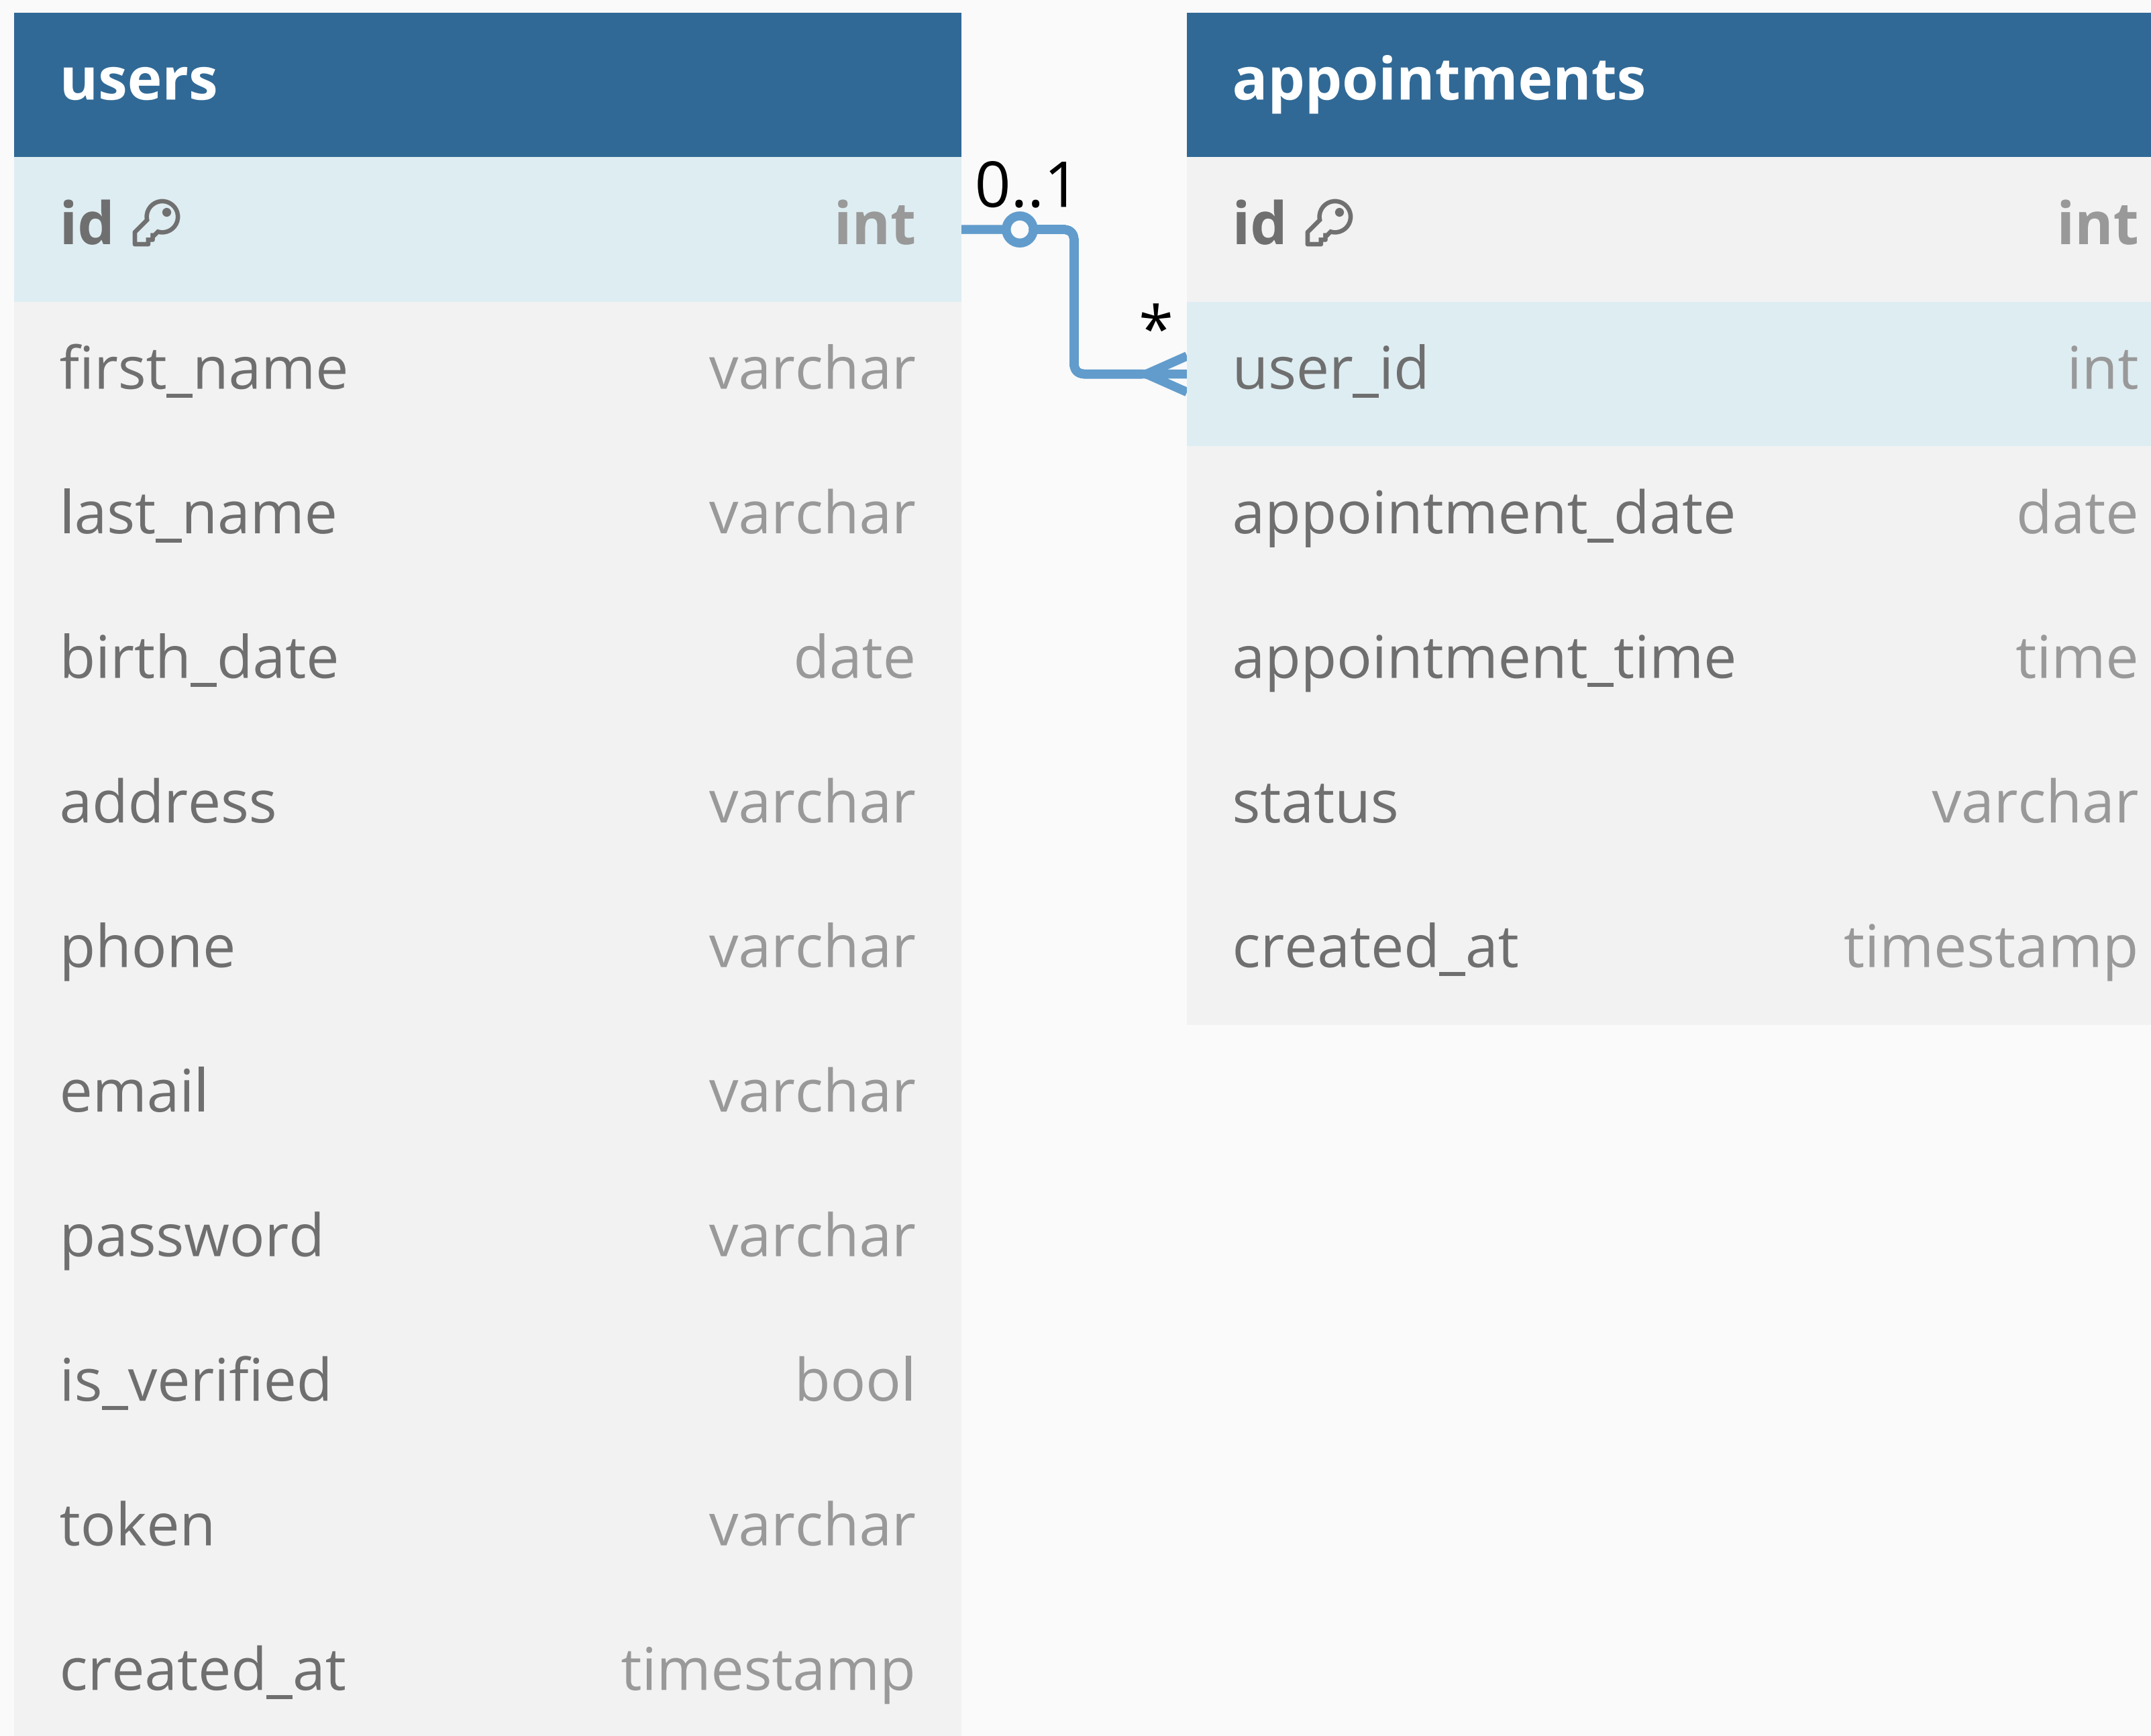 users
id int
first_name varchar
last_name varchar
birth_date date
address varchar
phone varchar
email varchar
password varchar
is_verified bool
token varchar
created_at timestamp
0..1
*
appointments
id int
user_id int
appointment_date date
appointment_time time
status varchar
created_at timestamp